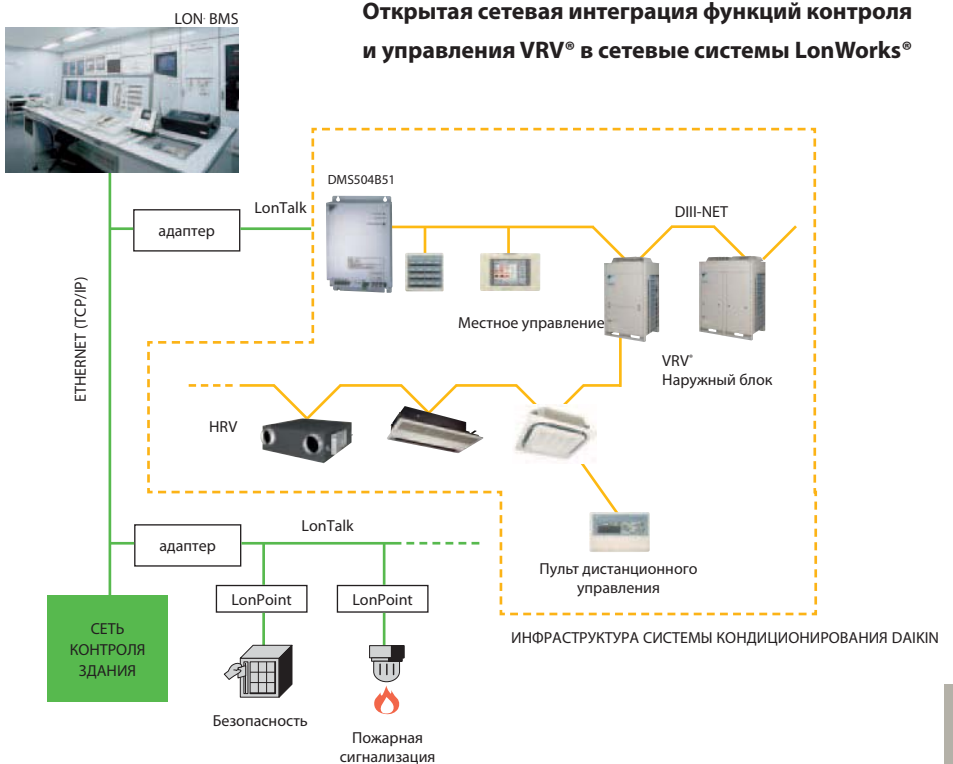 LON· BMS
Открытая сетевая интеграция функций контроля
и управления VRV® в сетевые системы LonWorks®
DMS504B51
LonTalk
адаптер
DIII-NET
ETHERNET (TCP/IP)
Местное управление
VRV®
Наружный блок
HRV
LonTalk
адаптер
Пульт дистанционного
управления
LonPoint
LonPoint
СЕТЬ
КОНТРОЛЯ
ЗДАНИЯ
ИНФРАСТРУКТУРА СИСТЕМЫ КОНДИЦИОНИРОВАНИЯ DAIKIN
Безопасность
Пожарная
сигнализация